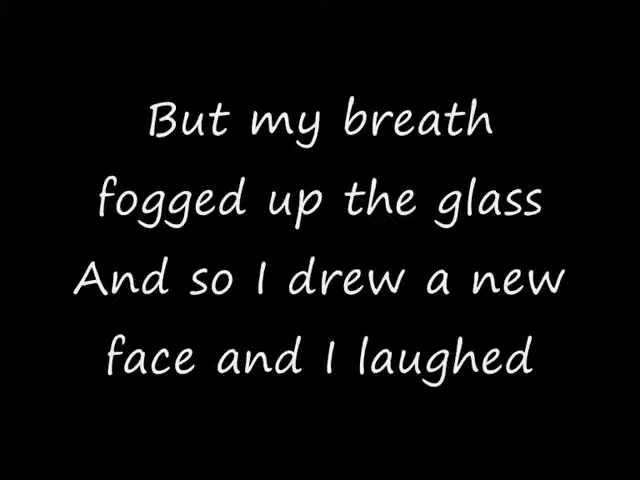 But my breath
fogged up the glass
And so I drew a new
face and I laughed